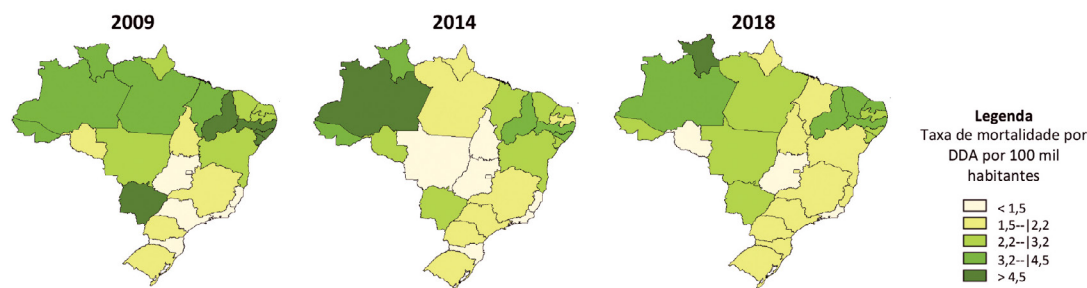 2009
2014
2018
Legenda
Taxa de mortalidade por
DDA por 100 mil
habitantes
< 1,5
1,5--|2,2
2,2--|3,2
3,2--|4,5
> 4,5